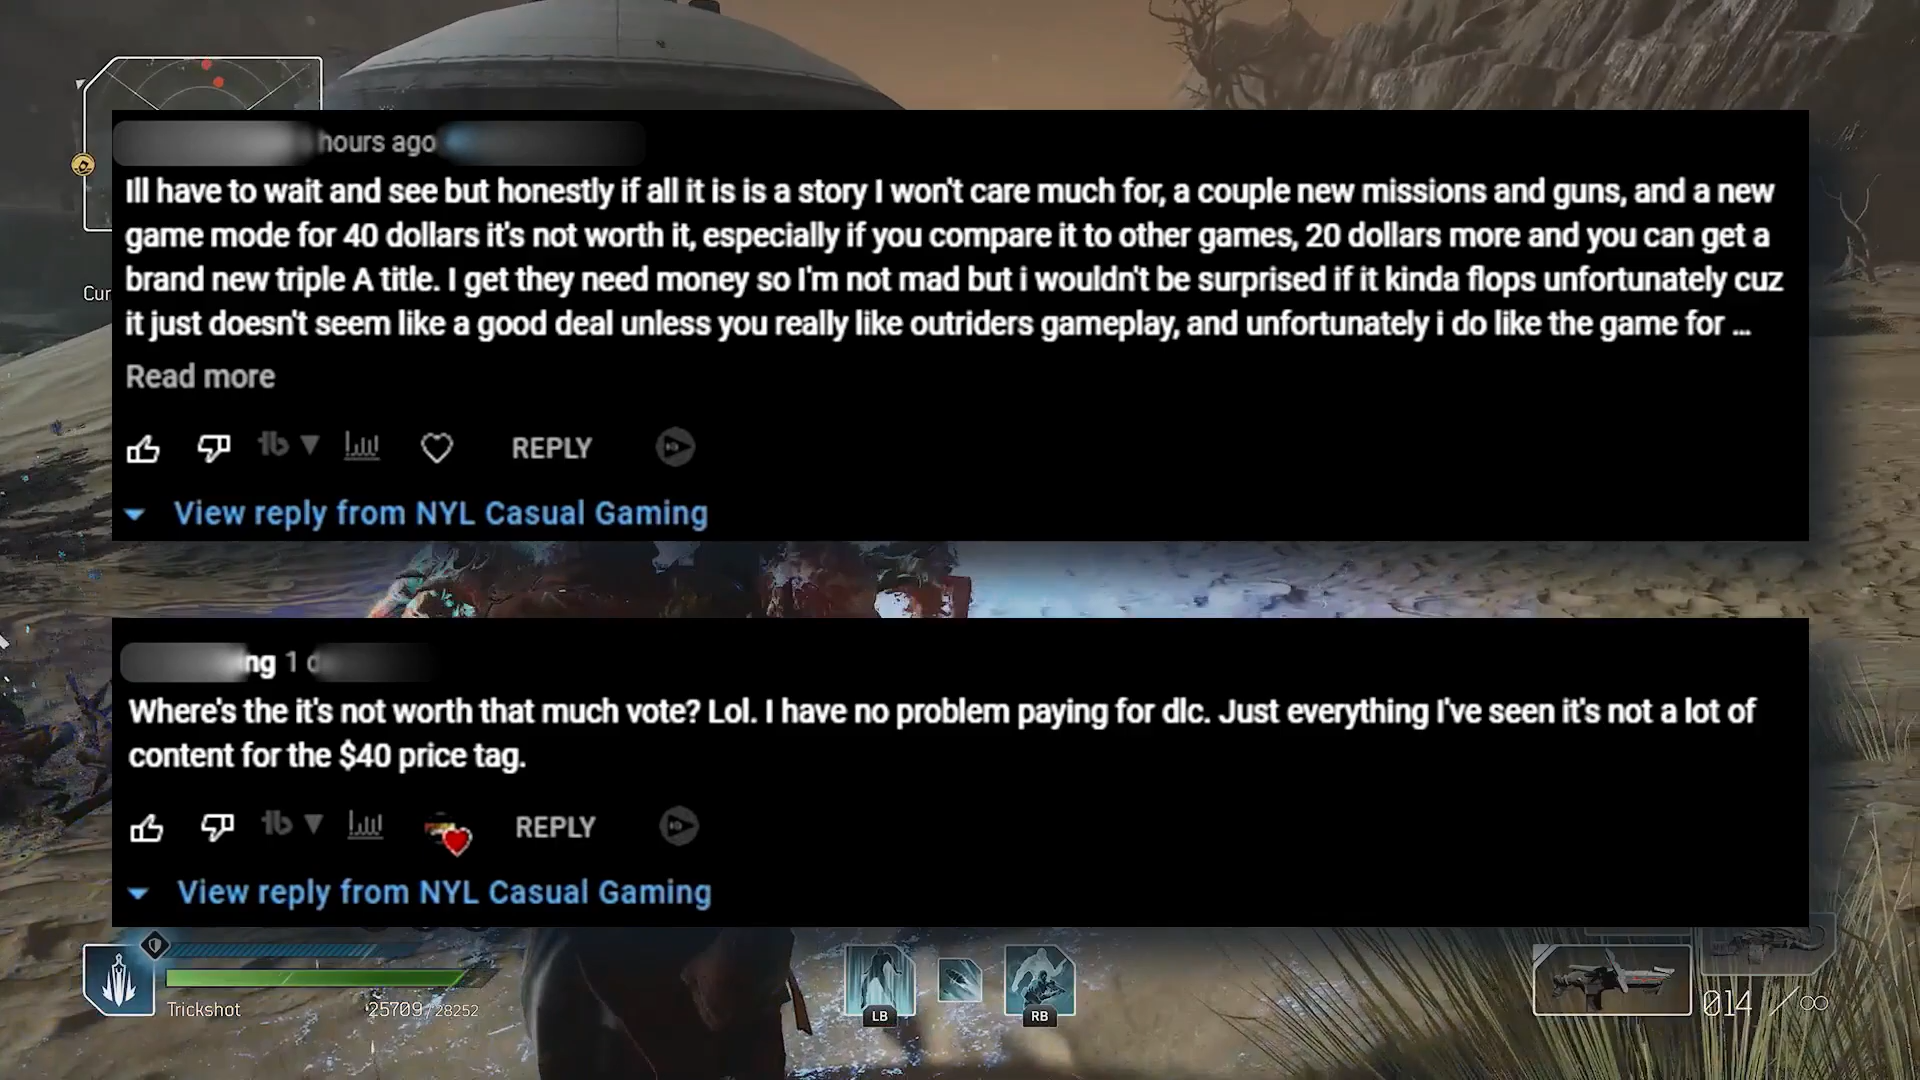 hours ago
Ill have to wait and see but honestly if all it is is a story I won't care much for, a couple new missions and guns, and a new
game mode for 40 dollars it's not worth it, especially if you compare it to other games, 20 dollars more and you can get a
brand new triple A title. I get they need money so I'm not mad but i wouldn't be surprised if it kinda flops unfortunately cuz
it just doesn't seem like a good deal unless you really like outriders gameplay, and unfortunately i do like the game for ...
Cur
Read more
REPLY
View reply from NYL Casual Gaming
ng 1 d
Where's the it's not worth that much vote? Lol. I have no problem paying for dlc. Just everything I've seen it's not a lot of
content for the $40 price tag.
REPLY
View reply from NYL Casual Gaming
Trickshot
25709/28252
LB
RB
014 / ∞